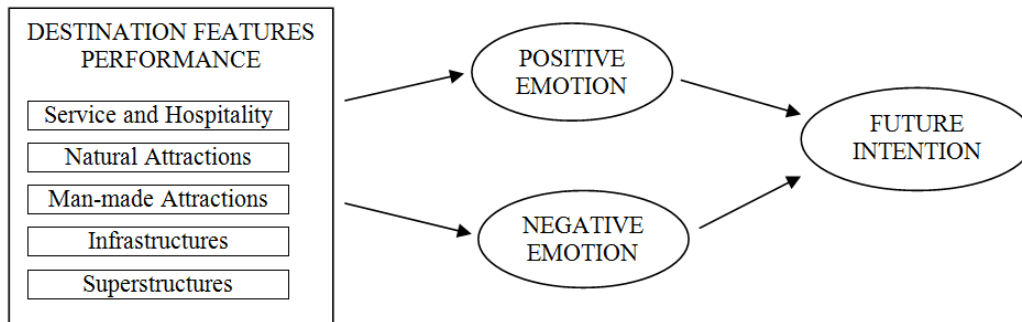 DESTINATION FEATURES
PERFORMANCE
Service and Hospitality
Natural Attractions
Man-made Attractions
Infrastructures
Superstructures
POSITIVE
EMOTION
NEGATIVE
EMOTION
FUTURE
INTENTION